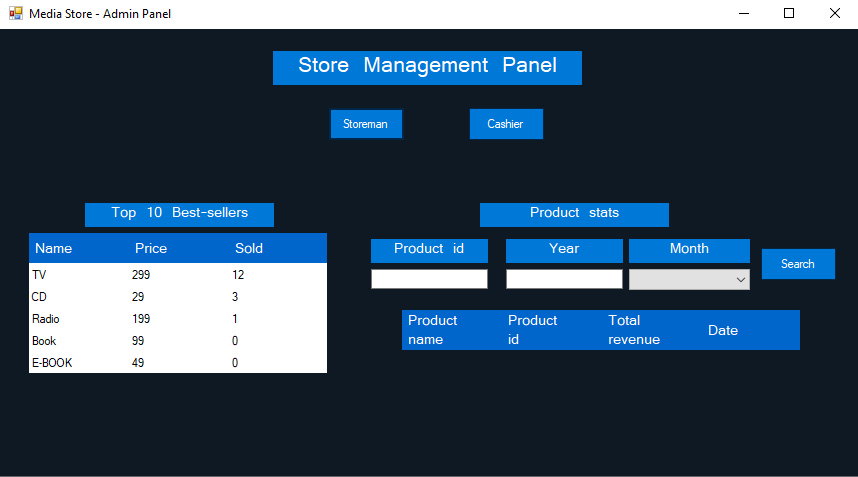 Media Store - Admin Panel
Store Management Panel
Storeman
Cashier
Top 10 Best-sellers
Name Price Sold
TV 299 12
CD 29 3
Radio 199 1
Book 99 0
E-BOOK 49 0
Product stats
Product id Year Month
Search
Product name Product id Total revenue Date